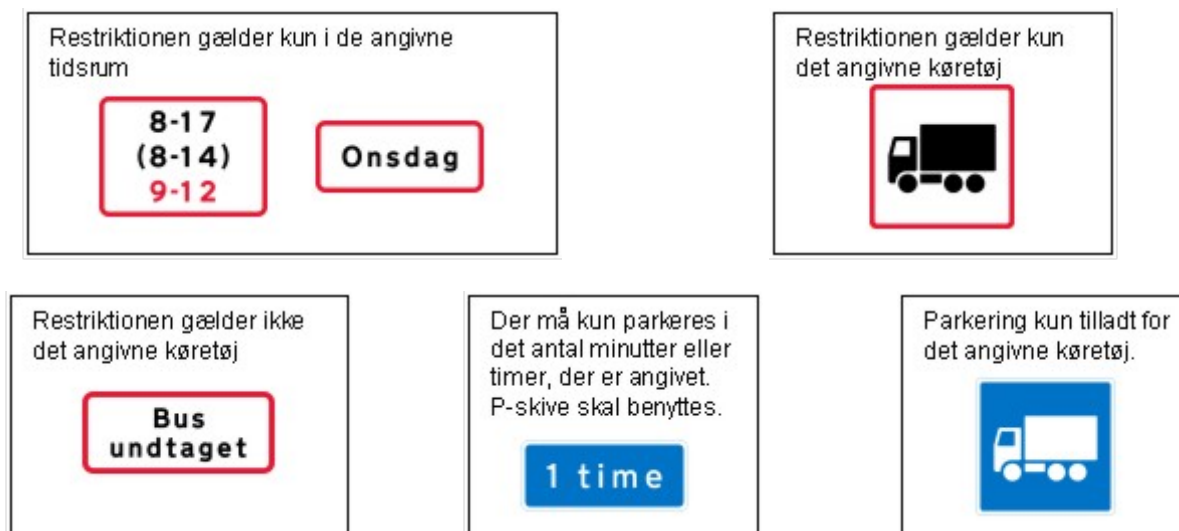 Restriktionen gælder kun i de angivne
tidsrum
8-17
(8-14)
9-12
Onsdag
Restriktionen gælder kun
det angivne køretøj
Restriktionen gælder ikke
det angivne køretøj
Bus
undtaget
Der må kun parkeres i
det antal minutter eller
timer, der er angivet.
P-skive skal benyttes.
1 time
Parkering kun tilladt for
det angivne køretøj.